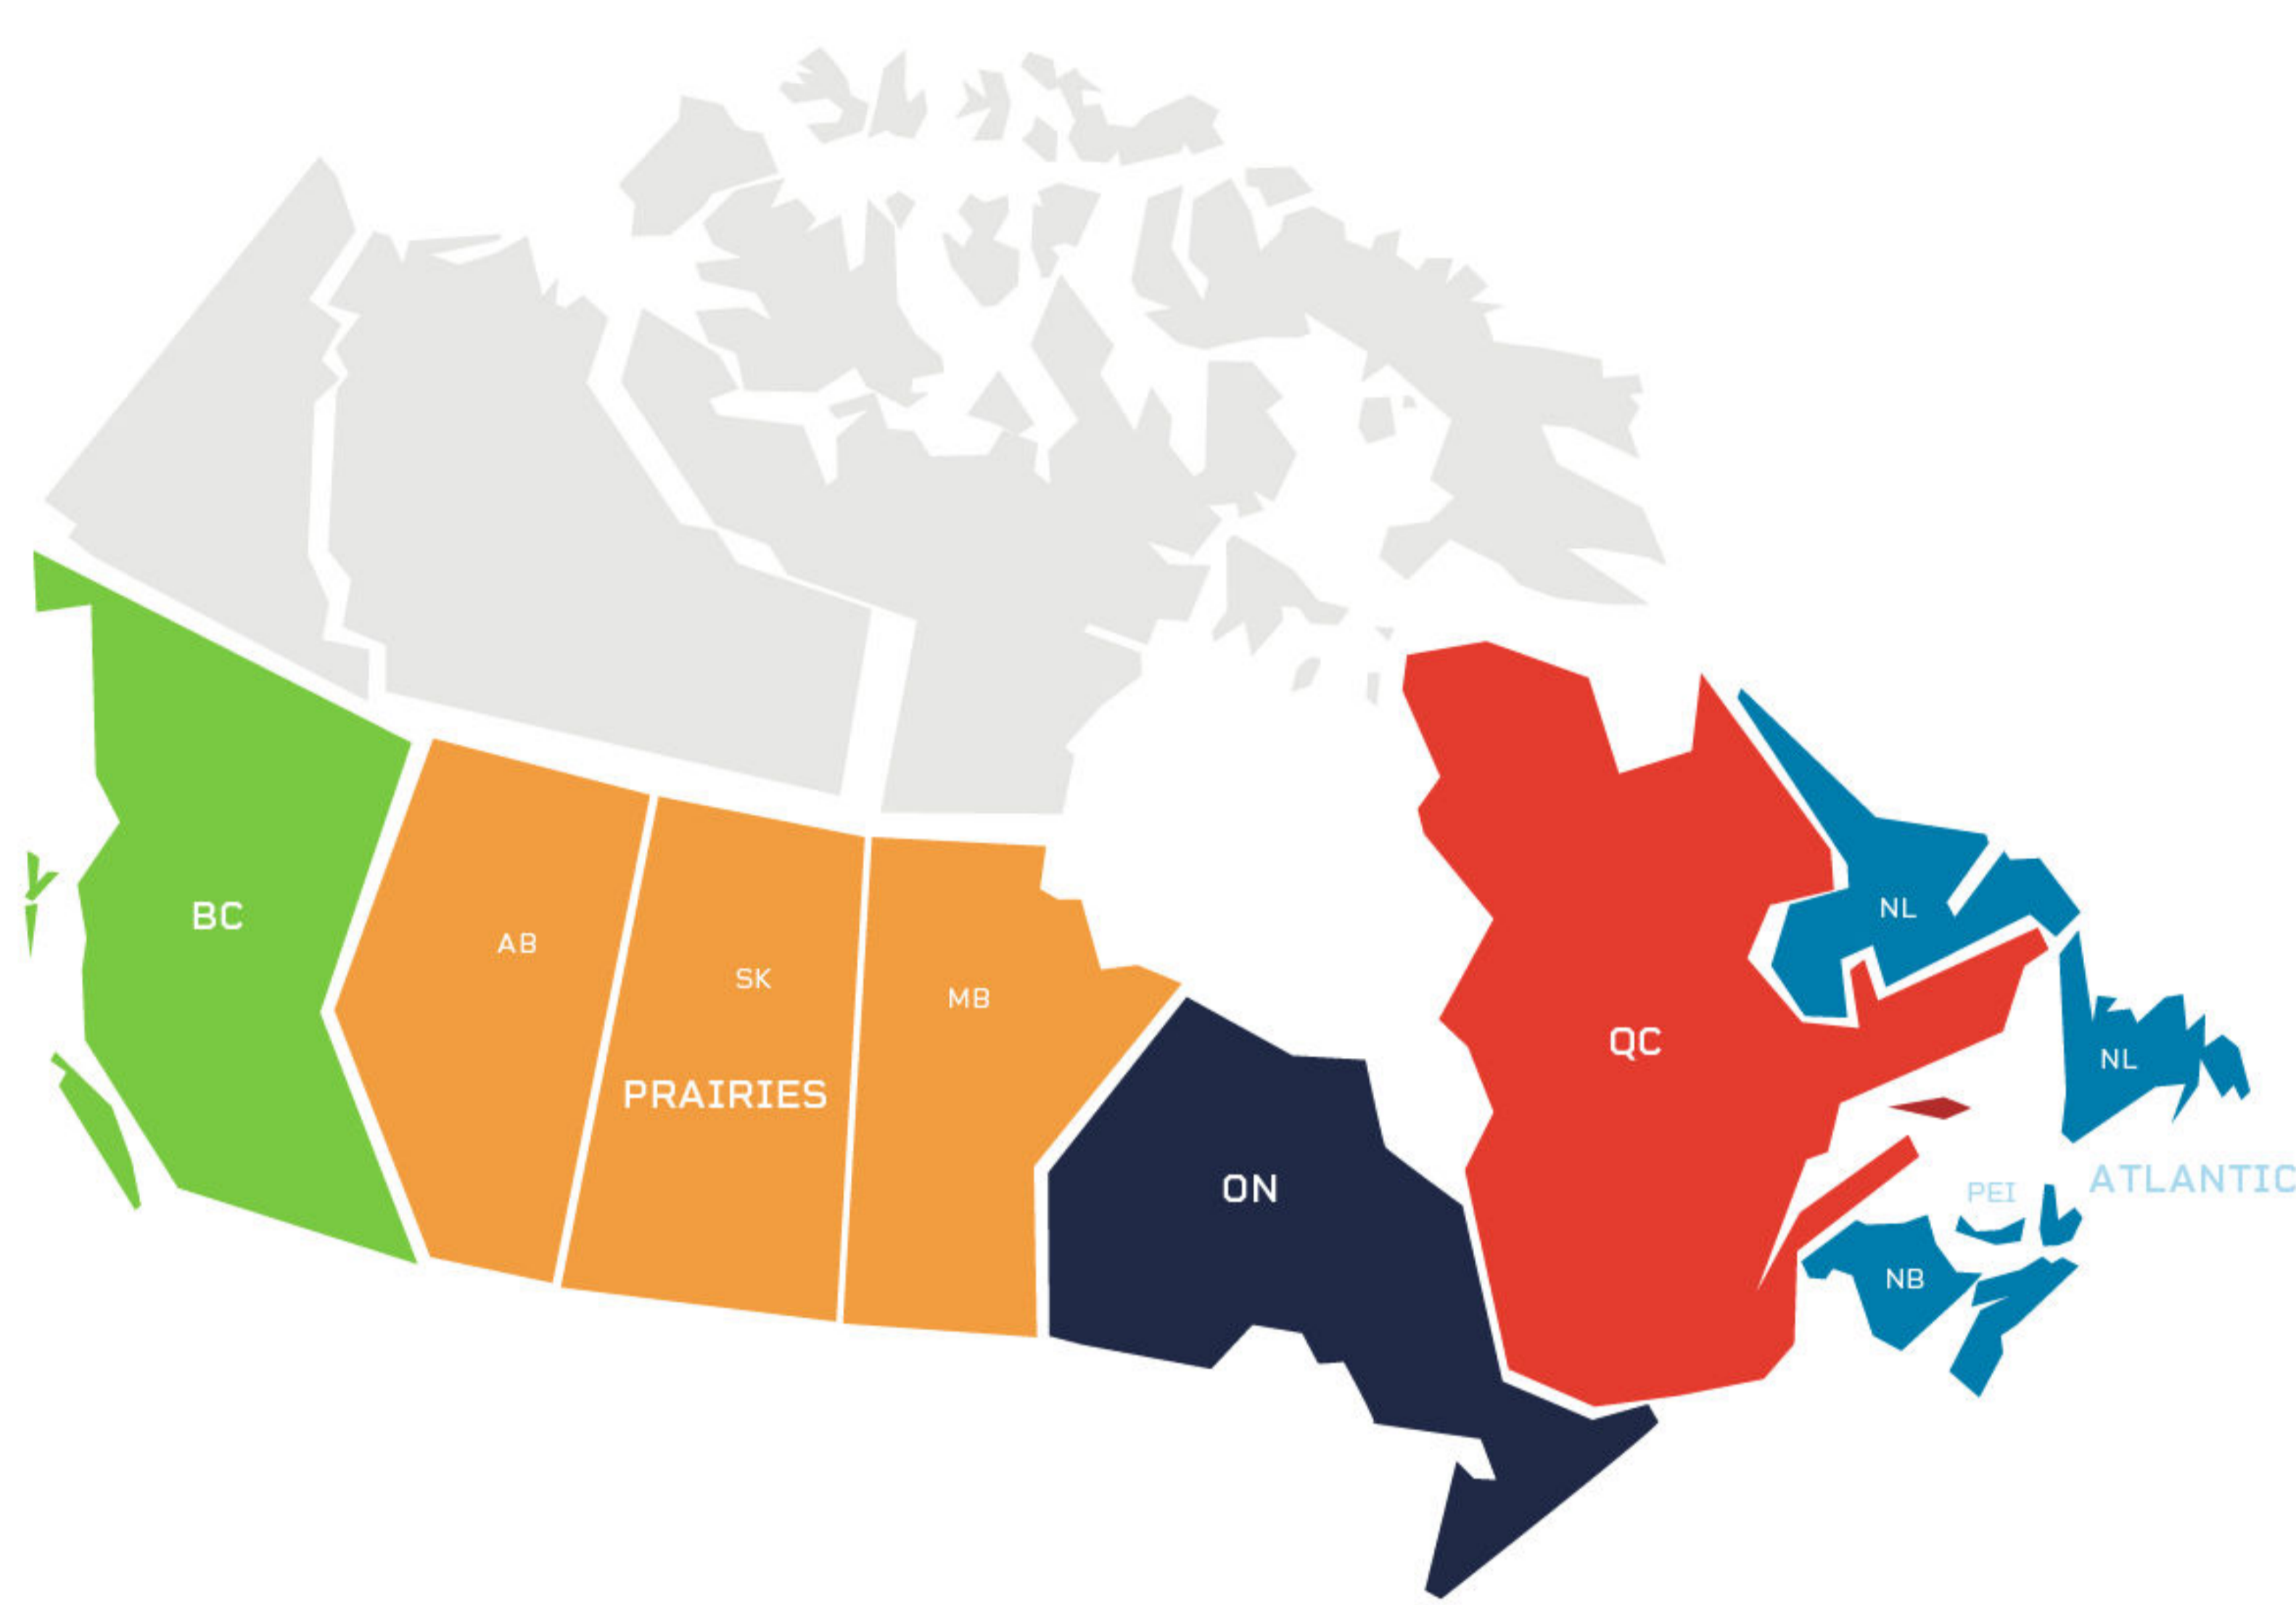 BC
AB
SK
MB
PRAIRIES
ON
QC
NL
NL
ATLANTIC
PEI
NB